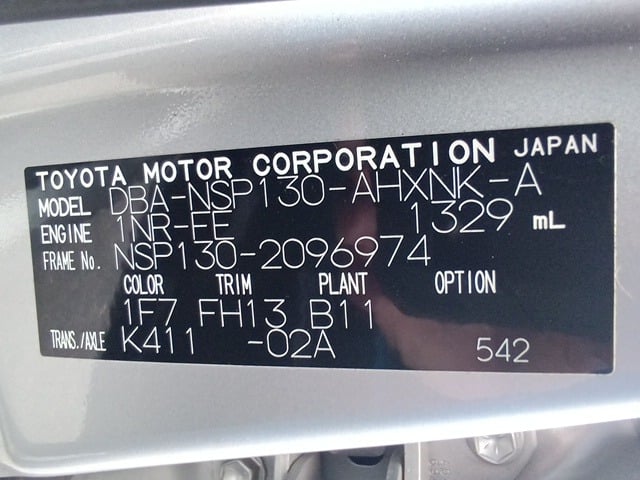 TOYOTA MOTOR CORPORATION JAPAN
MODEL DBA-NSP130-AHXNK-A
ENGINE 1NR-FE 1329 mL
FRAME No. NSP130-2096974
COLOR TRIM PLANT OPTION
1F7 FH13 B11
TRANS./AXLE K411 -02A 542